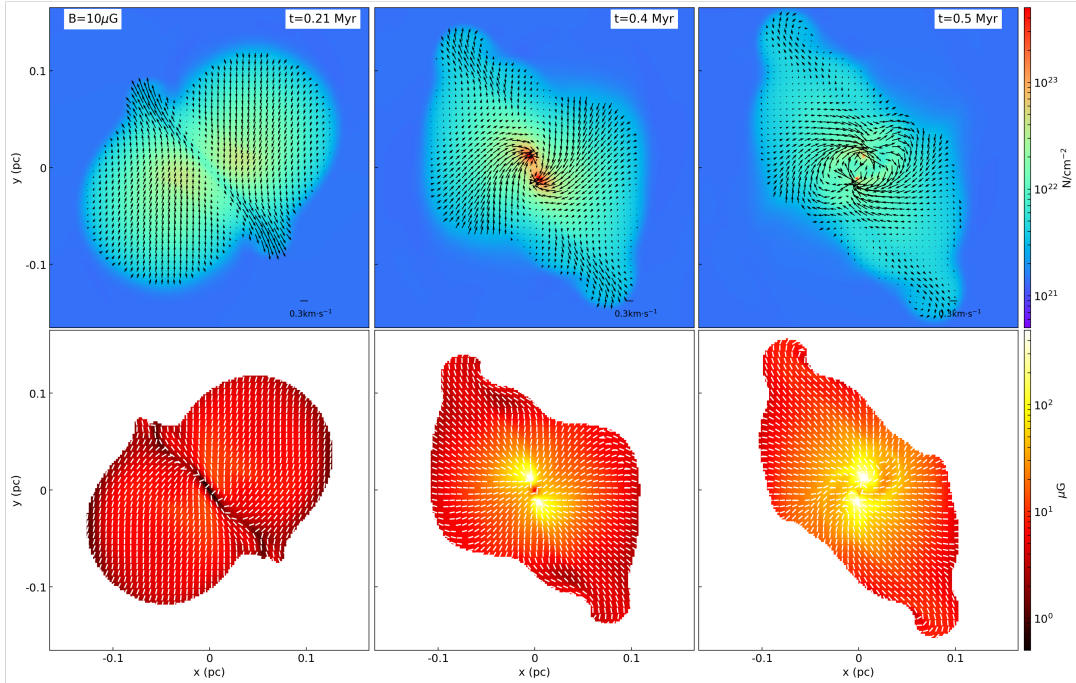 B=10μG
t=0.21 Myr
t=0.4 Myr
t=0.5 Myr
0.1
0
-0.1
y (pc)
0.3km·s⁻¹
0.3km·s⁻¹
0.3km·s⁻¹
10²³
10²²
10²¹
N/cm⁻²
0.1
0
-0.1
y (pc)
10²
10¹
10⁰
μG
-0.1
0
0.1
-0.1
0
0.1
-0.1
0
0.1
x (pc)
x (pc)
x (pc)